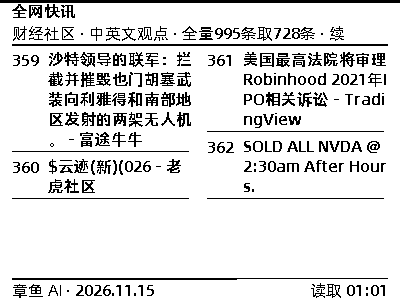 全网快讯
财经社区 · 中英文观点 · 全量995条取728条 · 续
359 沙特领导的联军：拦
截并摧毁也门胡塞武
装向利雅得和南部地
区发射的两架无人机
。 - 富途牛牛
360 $云迹(新)(026 - 老
虎社区
361 美国最高法院将审理
Robinhood 2021年I
PO相关诉讼 - Tradi
ngView
362 SOLD ALL NVDA @
2:30am After Hour
s.
章鱼 AI · 2026.11.15
读取 01:01